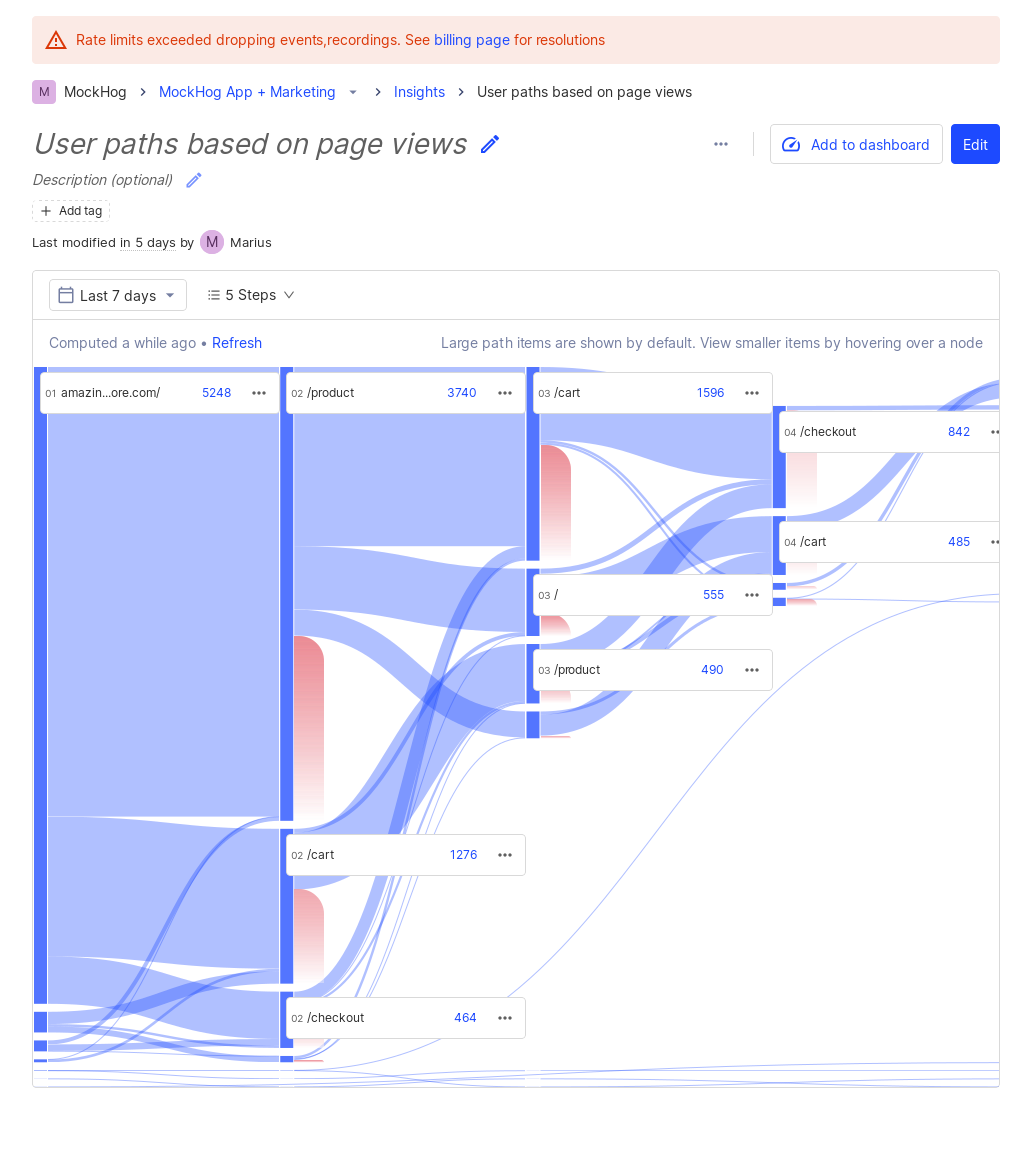 Rate limits exceeded dropping events,recordings. See billing page for resolutions
M MockHog > MockHog App + Marketing > Insights > User paths based on page views
User paths based on page views
Add to dashboard
Edit
Description (optional)
Add tag
Last modified in 5 days by M Marius
Last 7 days
5 Steps
Computed a while ago • Refresh
Large path items are shown by default. View smaller items by hovering over a node
01 amazin...ore.com/ 5248
02 /product 3740
03 /cart 1596
04 /checkout 842
04 /cart 485
03 / 555
03 /product 490
02 /cart 1276
02 /checkout 464